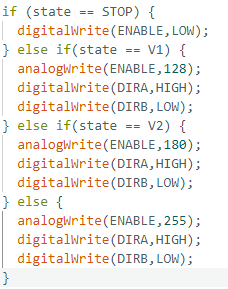 if (state == STOP) {
  digitalWrite(ENABLE,LOW);
} else if(state == V1) {
  analogWrite(ENABLE,128);
  digitalWrite(DIRA,HIGH);
  digitalWrite(DIRB,LOW);
} else if(state == V2) {
  analogWrite(ENABLE,180);
  digitalWrite(DIRA,HIGH);
  digitalWrite(DIRB,LOW);
} else {
  analogWrite(ENABLE,255);
  digitalWrite(DIRA,HIGH);
  digitalWrite(DIRB,LOW);
}